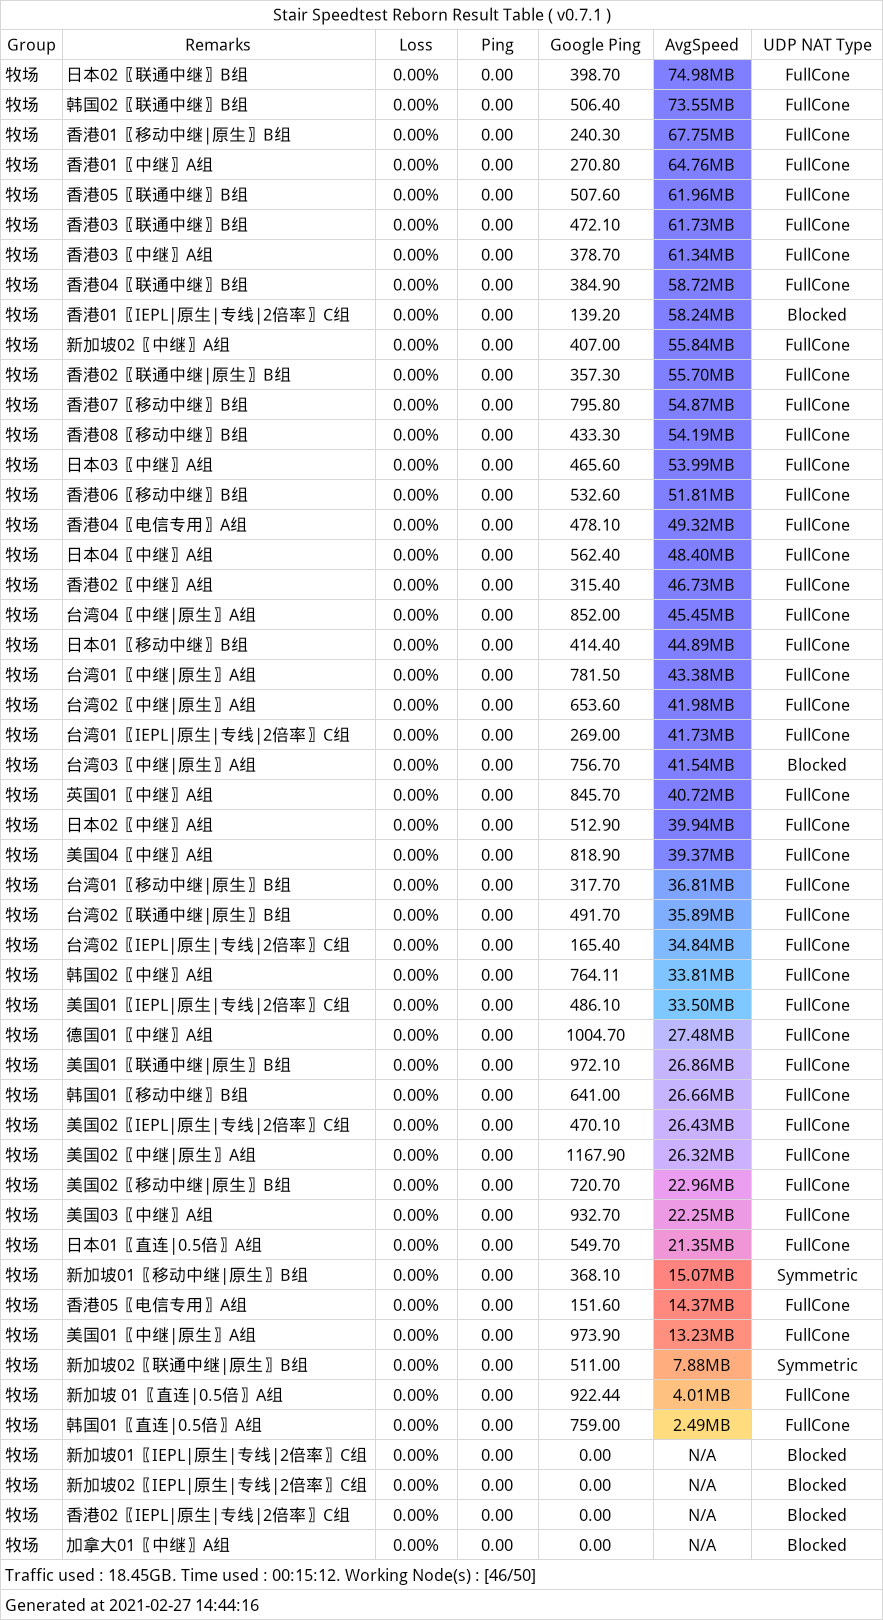 Stair Speedtest Reborn Result Table ( v0.7.1 )
Group Remarks Loss Ping Google Ping AvgSpeed UDP NAT Type
牧场 日本02〖联通中继〗B组 0.00% 0.00 398.70 74.98MB FullCone
牧场 韩国02〖联通中继〗B组 0.00% 0.00 506.40 73.55MB FullCone
牧场 香港01〖移动中继|原生〗B组 0.00% 0.00 240.30 67.75MB FullCone
牧场 香港01〖中继〗A组 0.00% 0.00 270.80 64.76MB FullCone
牧场 香港05〖联通中继〗B组 0.00% 0.00 507.60 61.96MB FullCone
牧场 香港03〖联通中继〗B组 0.00% 0.00 472.10 61.73MB FullCone
牧场 香港03〖中继〗A组 0.00% 0.00 378.70 61.34MB FullCone
牧场 香港04〖联通中继〗B组 0.00% 0.00 384.90 58.72MB FullCone
牧场 香港01〖IEPL|原生|专线|2倍率〗C组 0.00% 0.00 139.20 58.24MB Blocked
牧场 新加坡02〖中继〗A组 0.00% 0.00 407.00 55.84MB FullCone
牧场 香港02〖联通中继|原生〗B组 0.00% 0.00 357.30 55.70MB FullCone
牧场 香港07〖移动中继〗B组 0.00% 0.00 795.80 54.87MB FullCone
牧场 香港08〖移动中继〗B组 0.00% 0.00 433.30 54.19MB FullCone
牧场 日本03〖中继〗A组 0.00% 0.00 465.60 53.99MB FullCone
牧场 香港06〖移动中继〗B组 0.00% 0.00 532.60 51.81MB FullCone
牧场 香港04〖电信专用〗A组 0.00% 0.00 478.10 49.32MB FullCone
牧场 日本04〖中继〗A组 0.00% 0.00 562.40 48.40MB FullCone
牧场 香港02〖中继〗A组 0.00% 0.00 315.40 46.73MB FullCone
牧场 台湾04〖中继|原生〗A组 0.00% 0.00 852.00 45.45MB FullCone
牧场 日本01〖移动中继〗B组 0.00% 0.00 414.40 44.89MB FullCone
牧场 台湾01〖中继|原生〗A组 0.00% 0.00 781.50 43.38MB FullCone
牧场 台湾02〖中继|原生〗A组 0.00% 0.00 653.60 41.98MB FullCone
牧场 台湾01〖IEPL|原生|专线|2倍率〗C组 0.00% 0.00 269.00 41.73MB FullCone
牧场 台湾03〖中继|原生〗A组 0.00% 0.00 756.70 41.54MB Blocked
牧场 英国01〖中继〗A组 0.00% 0.00 845.70 40.72MB FullCone
牧场 日本02〖中继〗A组 0.00% 0.00 512.90 39.94MB FullCone
牧场 美国04〖中继〗A组 0.00% 0.00 818.90 39.37MB FullCone
牧场 台湾01〖移动中继|原生〗B组 0.00% 0.00 317.70 36.81MB FullCone
牧场 台湾02〖联通中继|原生〗B组 0.00% 0.00 491.70 35.89MB FullCone
牧场 台湾02〖IEPL|原生|专线|2倍率〗C组 0.00% 0.00 165.40 34.84MB FullCone
牧场 韩国02〖中继〗A组 0.00% 0.00 764.11 33.81MB FullCone
牧场 美国01〖IEPL|原生|专线|2倍率〗C组 0.00% 0.00 486.10 33.50MB FullCone
牧场 德国01〖中继〗A组 0.00% 0.00 1004.70 27.48MB FullCone
牧场 美国01〖联通中继|原生〗B组 0.00% 0.00 972.10 26.86MB FullCone
牧场 韩国01〖移动中继〗B组 0.00% 0.00 641.00 26.66MB FullCone
牧场 美国02〖IEPL|原生|专线|2倍率〗C组 0.00% 0.00 470.10 26.43MB FullCone
牧场 美国02〖中继|原生〗A组 0.00% 0.00 1167.90 26.32MB FullCone
牧场 美国02〖移动中继|原生〗B组 0.00% 0.00 720.70 22.96MB FullCone
牧场 美国03〖中继〗A组 0.00% 0.00 932.70 22.25MB FullCone
牧场 日本01〖直连|0.5倍〗A组 0.00% 0.00 549.70 21.35MB FullCone
牧场 新加坡01〖移动中继|原生〗B组 0.00% 0.00 368.10 15.07MB Symmetric
牧场 香港05〖电信专用〗A组 0.00% 0.00 151.60 14.37MB FullCone
牧场 美国01〖中继|原生〗A组 0.00% 0.00 973.90 13.23MB FullCone
牧场 新加坡02〖联通中继|原生〗B组 0.00% 0.00 511.00 7.88MB Symmetric
牧场 新加坡 01〖直连|0.5倍〗A组 0.00% 0.00 922.44 4.01MB FullCone
牧场 韩国01〖直连|0.5倍〗A组 0.00% 0.00 759.00 2.49MB FullCone
牧场 新加坡01〖IEPL|原生|专线|2倍率〗C组 0.00% 0.00 0.00 N/A Blocked
牧场 新加坡02〖IEPL|原生|专线|2倍率〗C组 0.00% 0.00 0.00 N/A Blocked
牧场 香港02〖IEPL|原生|专线|2倍率〗C组 0.00% 0.00 0.00 N/A Blocked
牧场 加拿大01〖中继〗A组 0.00% 0.00 0.00 N/A Blocked
Traffic used : 18.45GB. Time used : 00:15:12. Working Node(s) : [46/50]
Generated at 2021-02-27 14:44:16